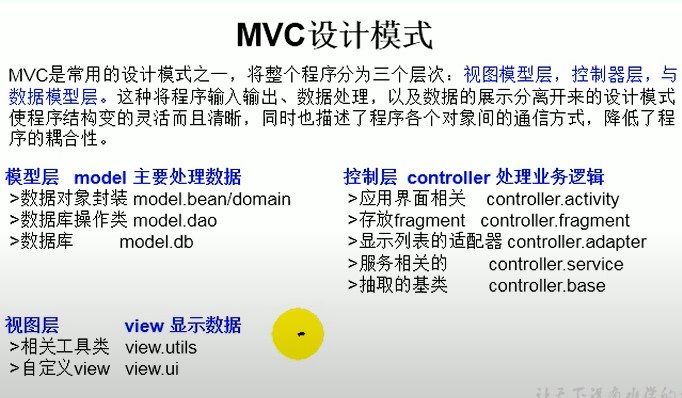 MVC设计模式
MVC是常用的设计模式之一，将整个程序分为三个层次：视图模型层，控制器层，与
数据模型层。这种将程序输入输出、数据处理，以及数据的展示分离开来的设计模式
使程序结构变的灵活而且清晰，同时也描述了程序各个对象间的通信方式，降低了程
序的耦合性。
模型层 model 主要处理数据
>数据对象封装 model.bean/domain
>数据库操作类 model.dao
>数据库 model.db
控制层 controller 处理业务逻辑
>应用界面相关 controller.activity
>存放fragment controller.fragment
>显示列表的适配器 controller.adapter
>服务相关的 controller.service
>抽取的基类 controller.base
视图层 view 显示数据
>相关工具类 view.utils
>自定义view view.ui